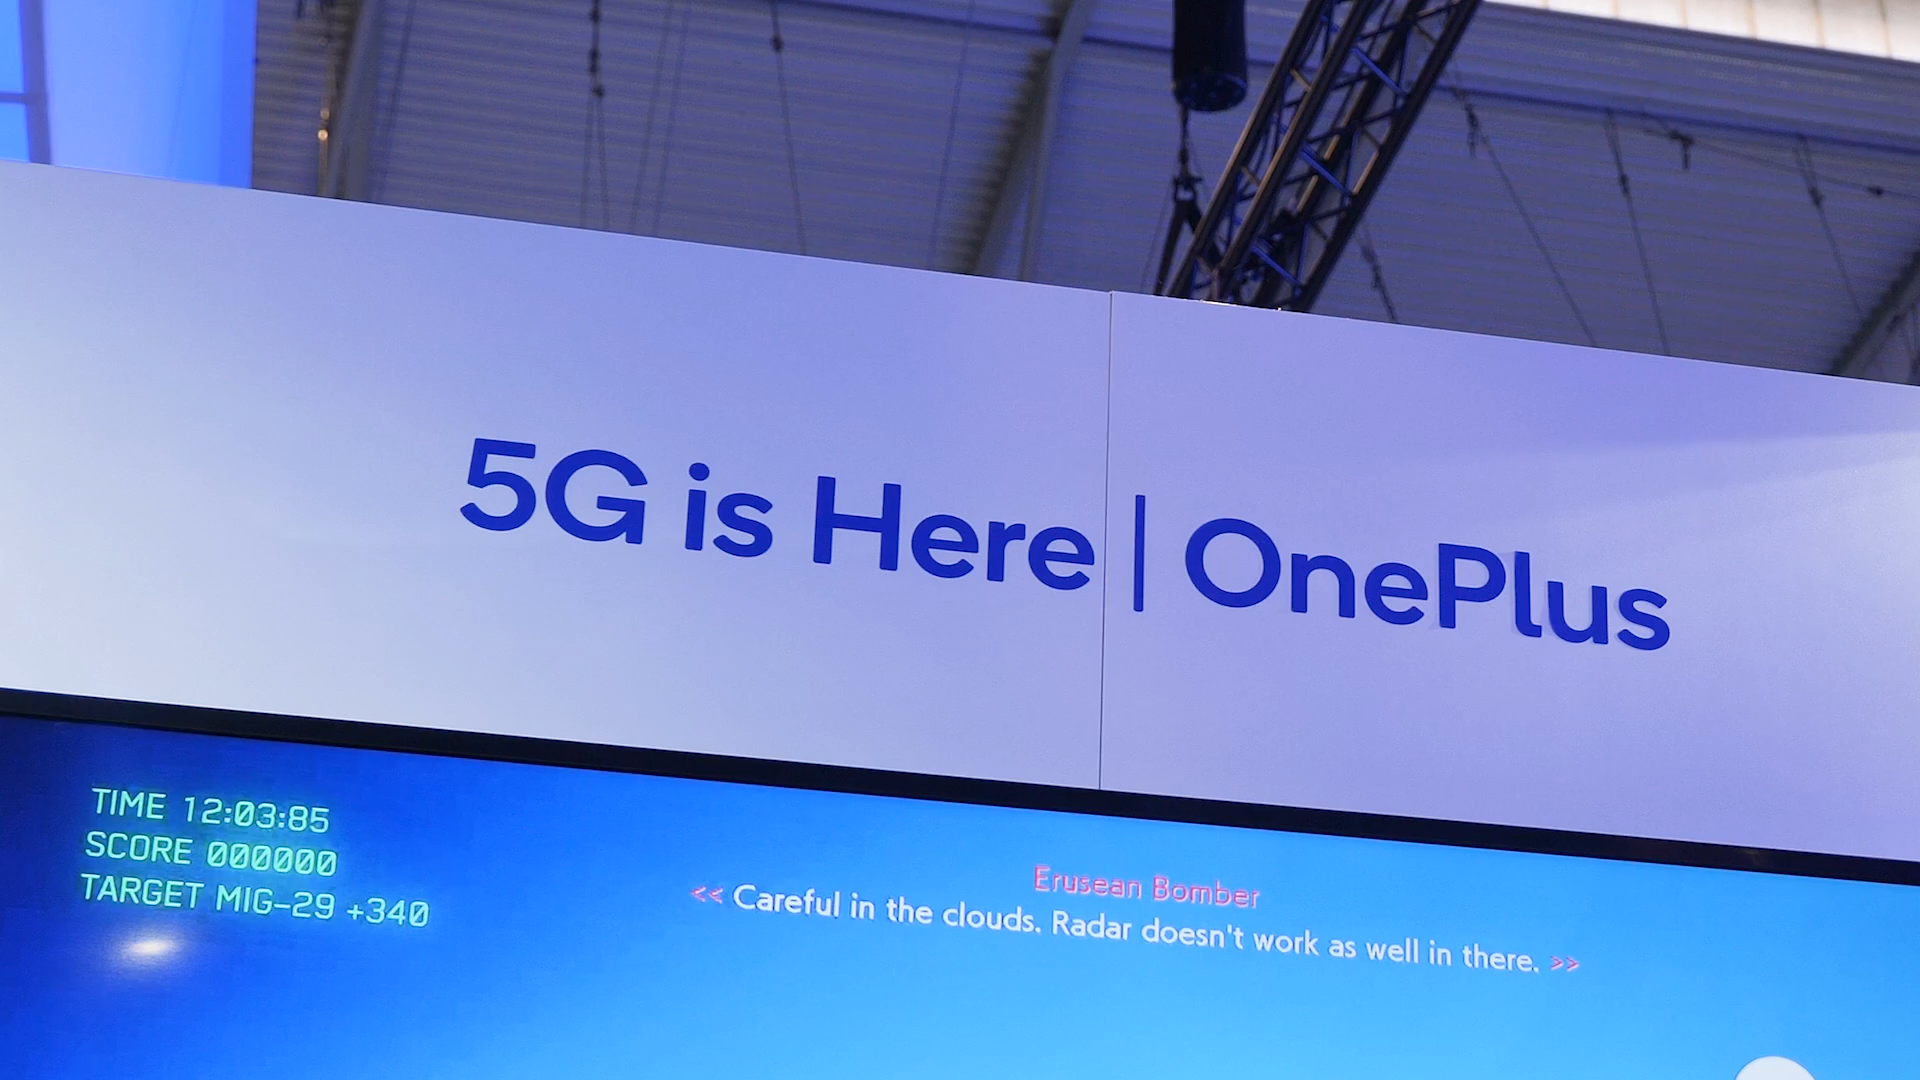 5G is Here | OnePlus
TIME 12:03:85
SCORE 000000
TARGET MIG-29 +340
Erusean Bomber
<< Careful in the clouds. Radar doesn't work as well in there. >>